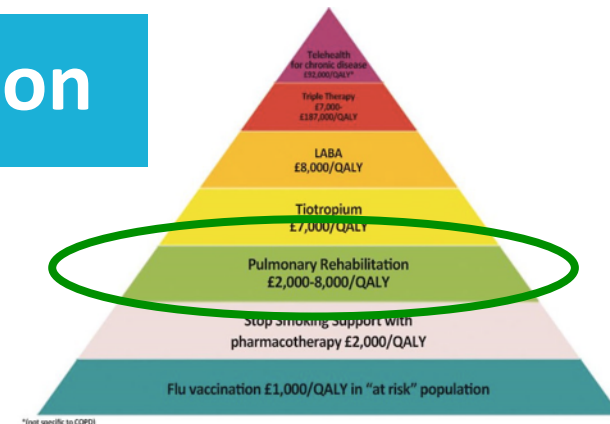 on
Telehealth
for chronic disease
£92,000/QALY*
Triple Therapy
£7,000-
£187,000/QALY
LABA
£8,000/QALY
Tiotropium
£7,000/QALY
Pulmonary Rehabilitation
£2,000-8,000/QALY
Stop Smoking Support with
pharmacotherapy £2,000/QALY
Flu vaccination £1,000/QALY in "at risk" population
*(not specific to COPD)